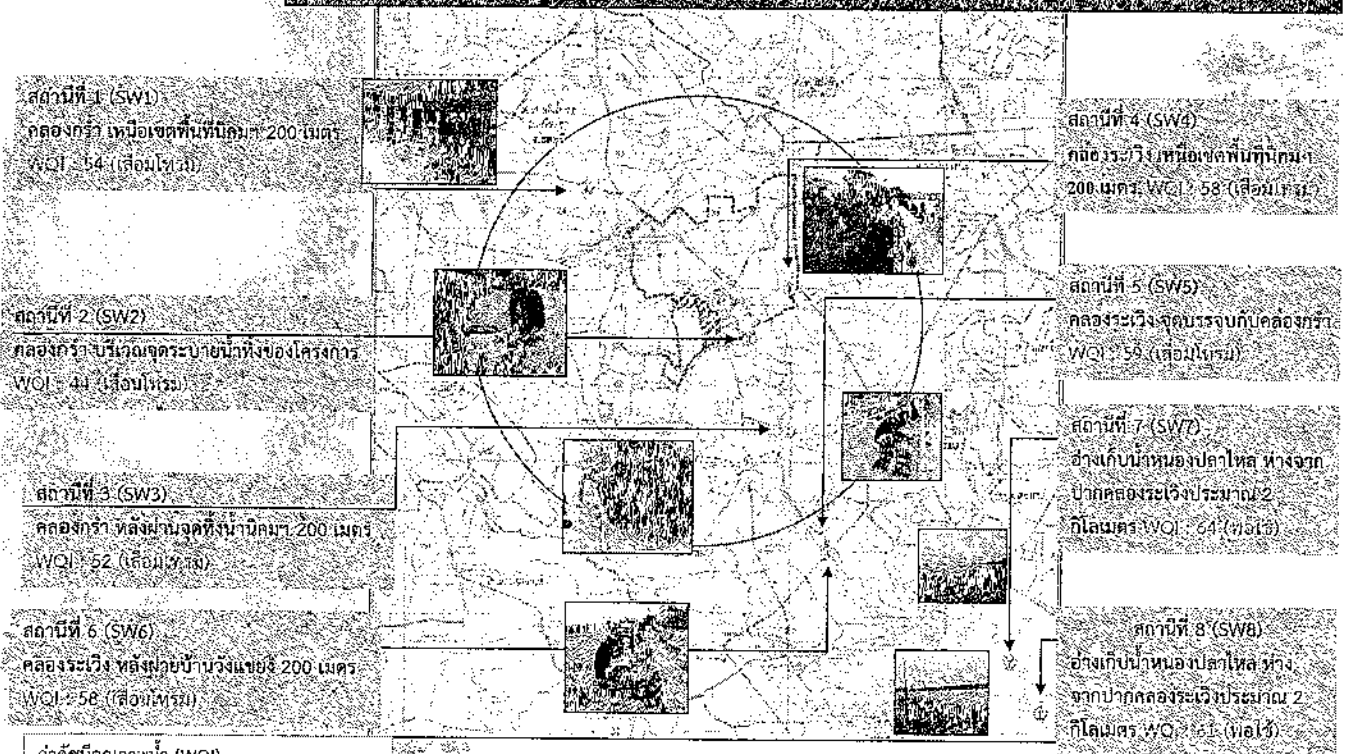 สถานีที่ 1 (SW1)
คลองกร่ำ เหนือเขตพื้นที่นิคมฯ 200 เมตร
WQI : 54 (เสื่อมโทรม)
สถานีที่ 2 (SW2)
คลองกร่ำ บริเวณจุดระบายน้ำทิ้งของโครงการ
WQI : 44 (เสื่อมโทรม)
สถานีที่ 3 (SW3)
คลองกร่ำ หลังผ่านจุดทิ้งน้ำนิคมฯ 200 เมตร
WQI : 52 (เสื่อมโทรม)
สถานีที่ 6 (SW6)
คลองระเวิง หลังฝายบ้านวังแขยง 200 เมตร
WQI : 58 (เสื่อมโทรม)
ค่าดัชนีคุณภาพน้ำ (WQI)
สถานีที่ 4 (SW4)
คลองระเวิง เหนือเขตพื้นที่นิคมฯ
200 เมตร WQI : 58 (เสื่อมโทรม)
สถานีที่ 5 (SW5)
คลองระเวิง จุดบรรจบกับคลองกร่ำ
WQI : 59 (เสื่อมโทรม)
สถานีที่ 7 (SW7)
อ่างเก็บน้ำหนองปลาไหล ห่างจาก
ปากคลองระเวิงประมาณ 2
กิโลเมตร WQI : 64 (พอใช้)
สถานีที่ 8 (SW8)
อ่างเก็บน้ำหนองปลาไหล ห่าง
จากปากคลองระเวิงประมาณ 2
กิโลเมตร WQI : 61 (พอใช้)